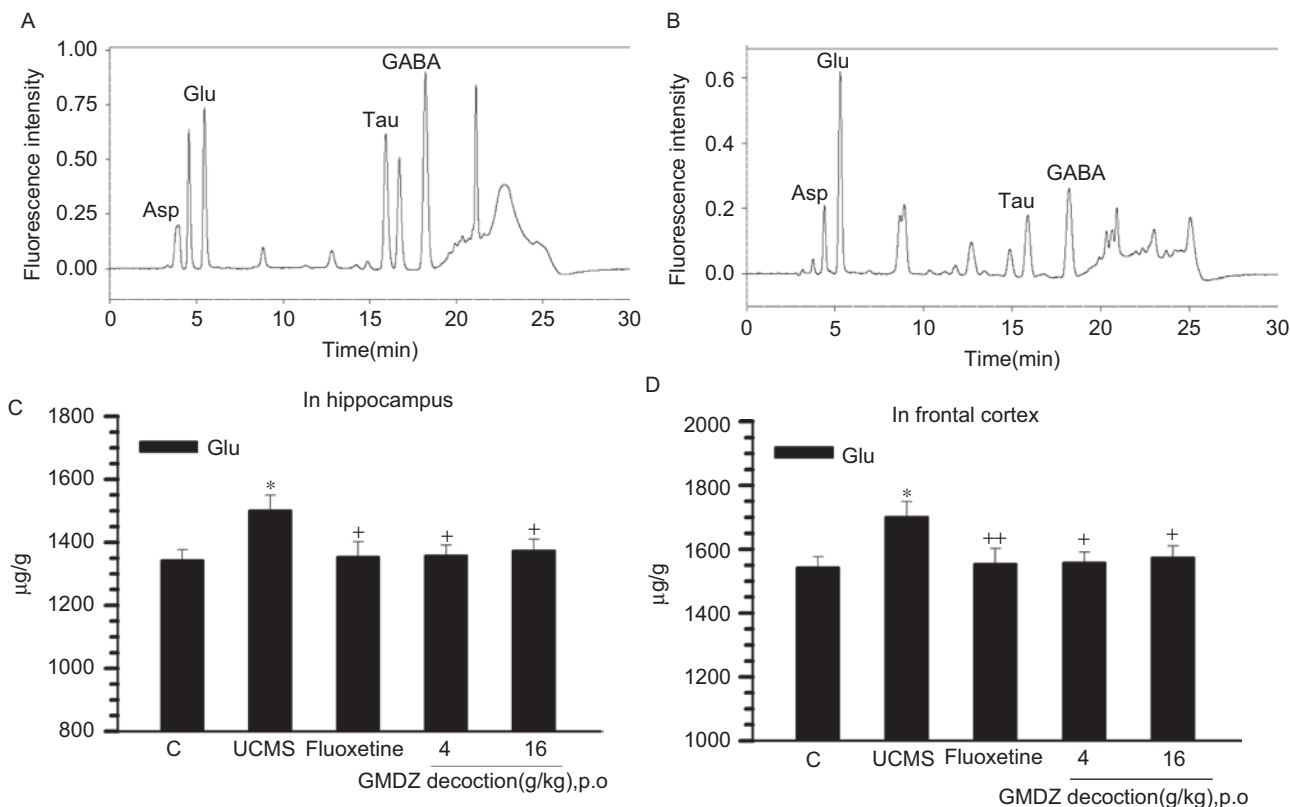 A
Fluorescence intensity
1.00
0.75
0.50
0.25
0.00
Asp
Glu
Tau
GABA
0 5 10 15 20 25 30
Time(min)
B
Fluorescence intensity
0.6
0.4
0.2
0.0
Asp
Glu
Tau
GABA
0 5 10 15 20 25 30
Time(min)
C
In hippocampus
Glu
μg/g
1800
1600
1400
1200
1000
800
* + + +
C UCMS Fluoxetine 4 16
GMDZ decoction(g/kg),p.o
D
In frontal cortex
Glu
μg/g
2000
1800
1600
1400
1200
1000
* ++ + +
C UCMS Fluoxetine 4 16
GMDZ decoction(g/kg),p.o